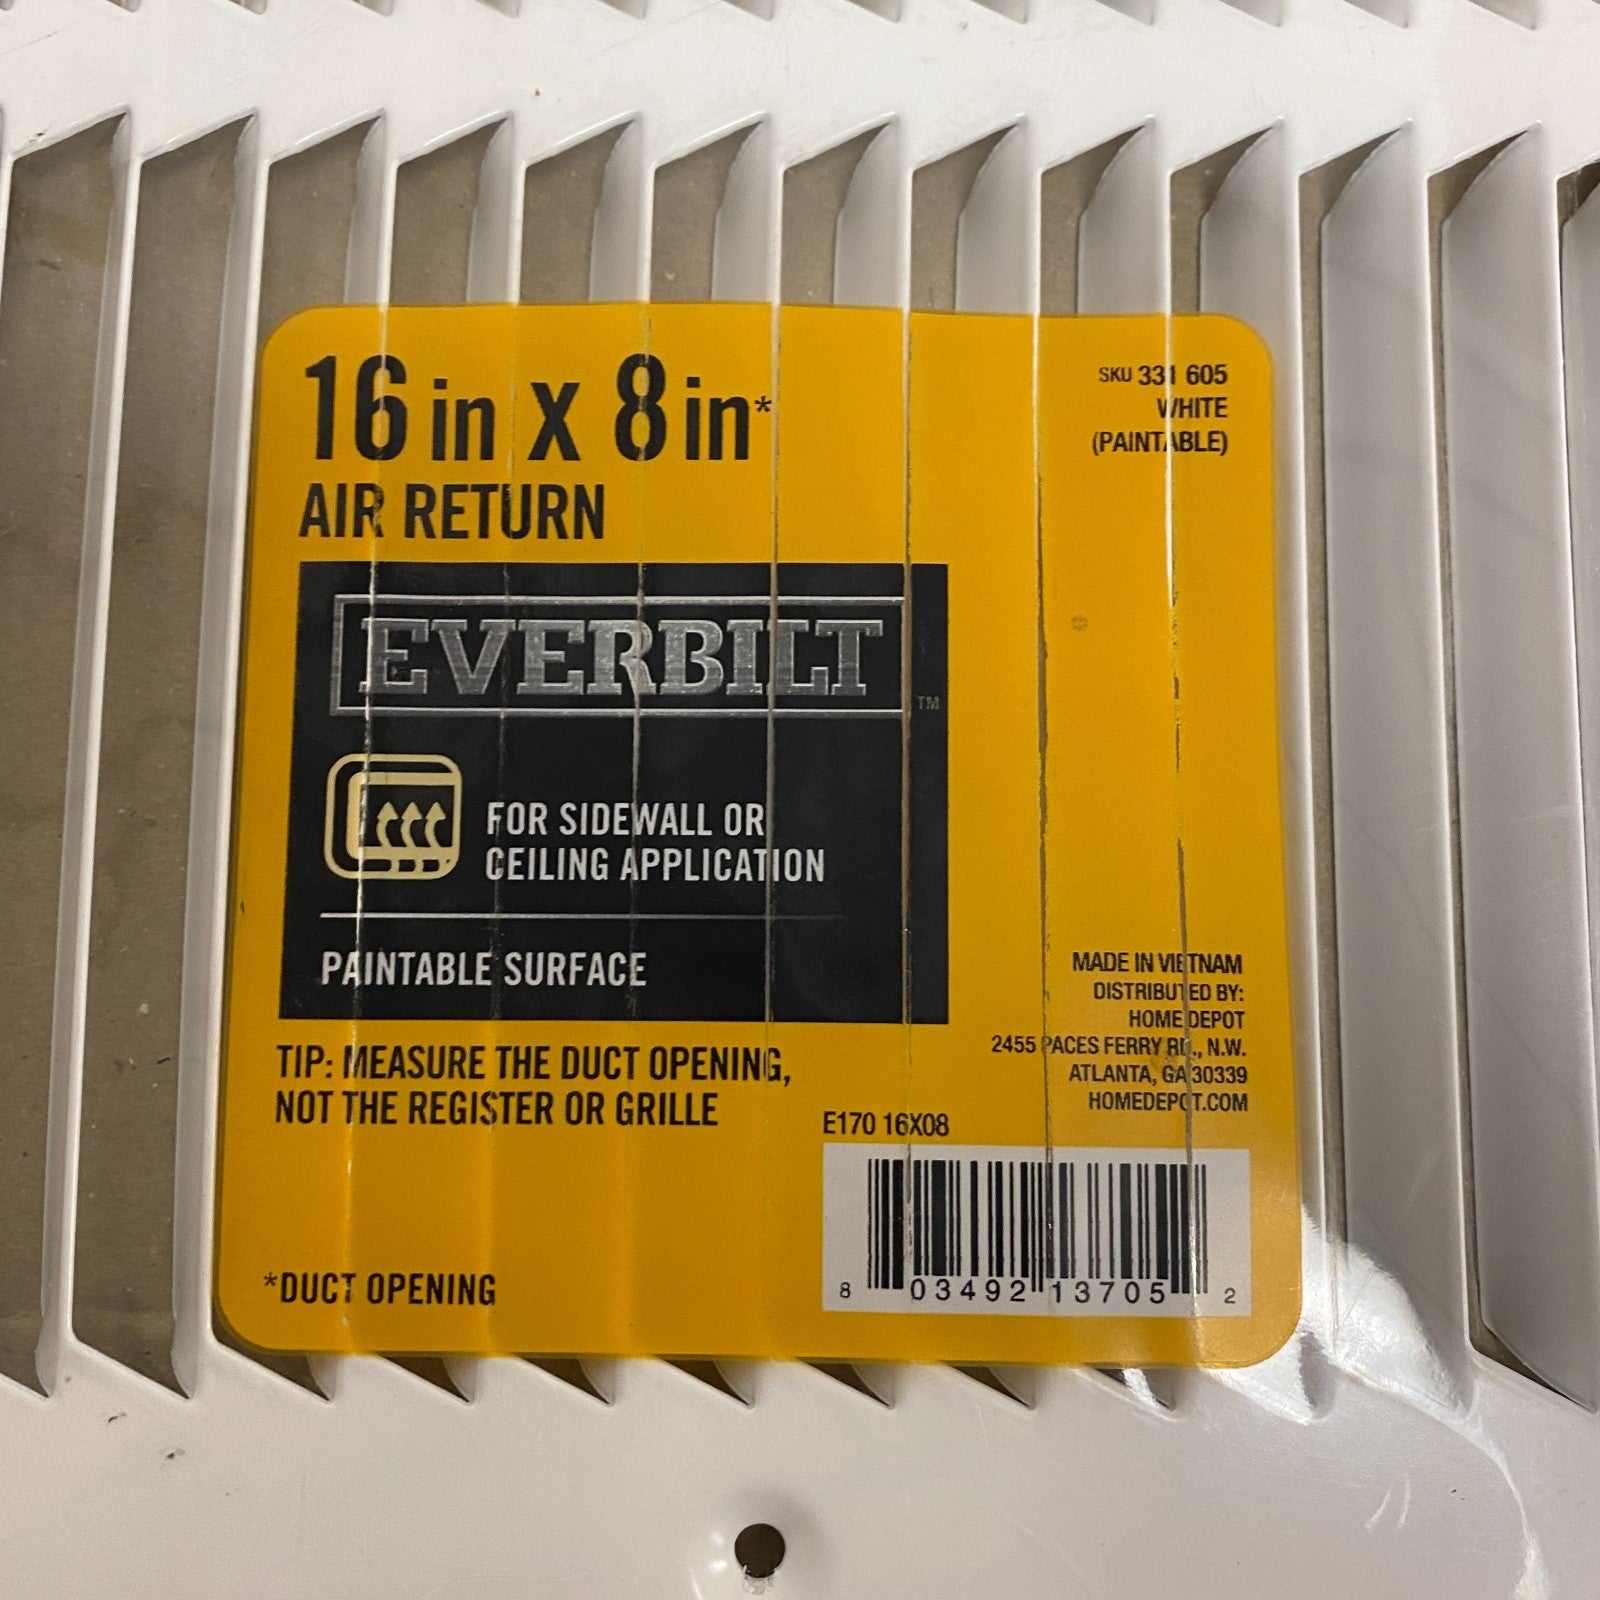 16 in x 8 in*
AIR RETURN
SKU 331 605
WHITE
(PAINTABLE)
EVERBILT™
FOR SIDEWALL OR
CEILING APPLICATION
PAINTABLE SURFACE
TIP: MEASURE THE DUCT OPENING,
NOT THE REGISTER OR GRILLE
*DUCT OPENING
MADE IN VIETNAM
DISTRIBUTED BY:
HOME DEPOT
2455 PACES FERRY RD., N.W.
ATLANTA, GA 30339
HOMEDEPOT.COM
E170 16X08
8 03492 13705 2